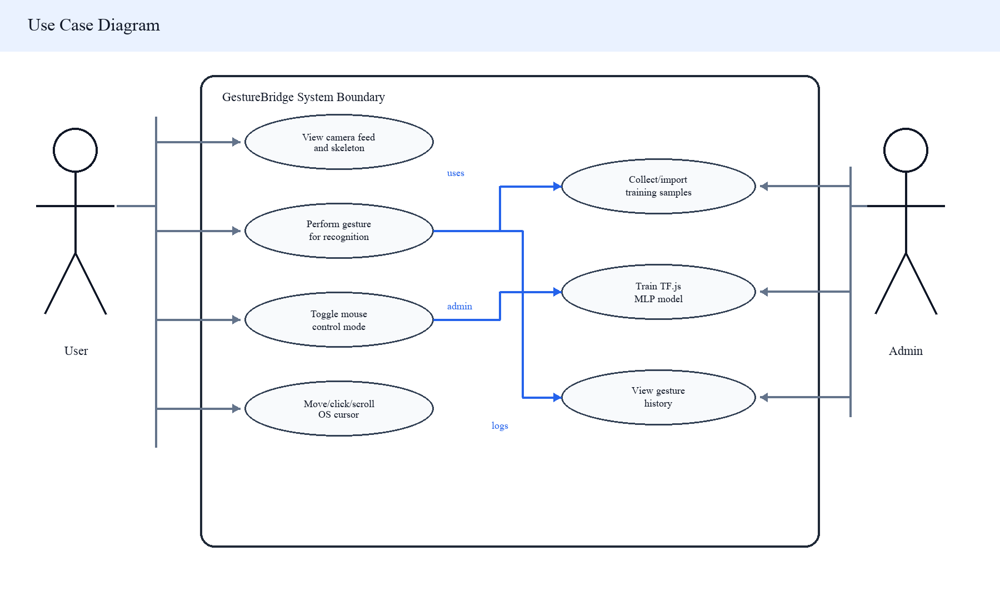 Use Case Diagram
GestureBridge System Boundary
View camera feed
and skeleton
uses
Collect/import
training samples
Perform gesture
for recognition
Train TF.js
MLP model
admin
Toggle mouse
control mode
User
Admin
View gesture
history
Move/click/scroll
OS cursor
logs